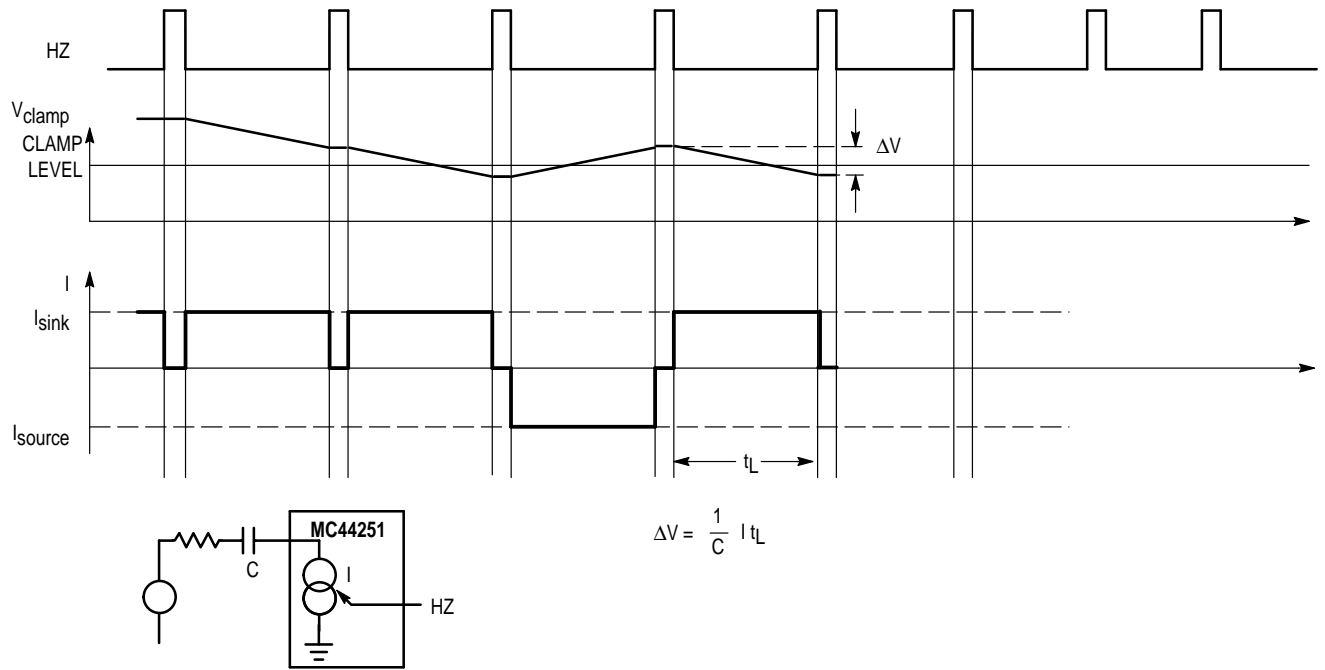 HZ
Vclamp
CLAMP
LEVEL
ΔV
I
Isink
Isource
tL
MC44251
C
I
HZ
ΔV = 1/C I tL